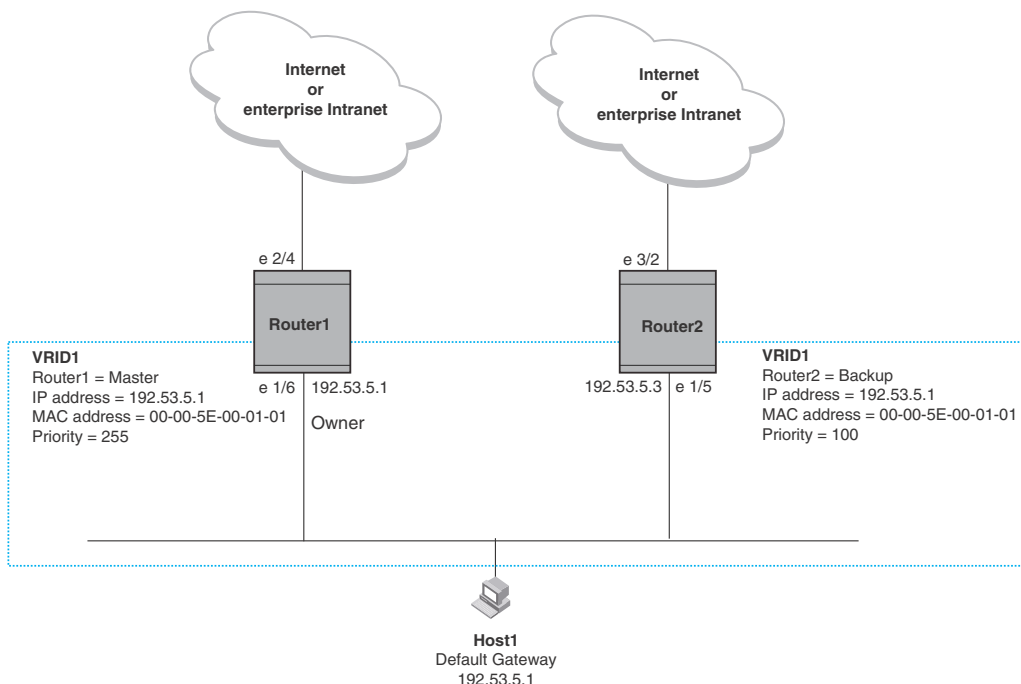 Internet
or
enterprise Intranet
Internet
or
enterprise Intranet
e 2/4
e 3/2
Router1
Router2
VRID1
Router1 = Master
IP address = 192.53.5.1
MAC address = 00-00-5E-00-01-01
Priority = 255
e 1/6
192.53.5.1
Owner
192.53.5.3
e 1/5
VRID1
Router2 = Backup
IP address = 192.53.5.1
MAC address = 00-00-5E-00-01-01
Priority = 100
Host1
Default Gateway
192.53.5.1